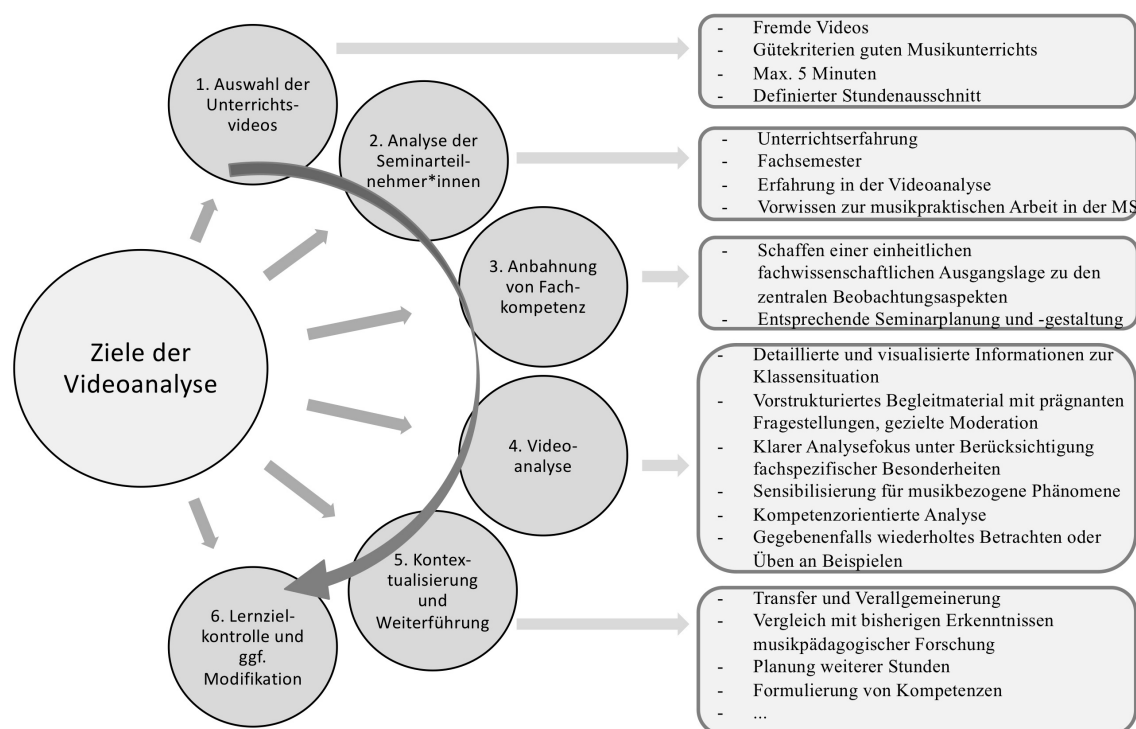 Ziele der
Videoanalyse
1. Auswahl der
Unterrichts-
videos
- Fremde Videos
- Gütekriterien guten Musikunterrichts
- Max. 5 Minuten
- Definierter Stundenausschnitt
2. Analyse der
Seminarteil-
nehmer*innen
- Unterrichtserfahrung
- Fachsemester
- Erfahrung in der Videoanalyse
- Vorwissen zur musikpraktischen Arbeit in der MS
3. Anbahnung
von Fach-
kompetenz
- Schaffen einer einheitlichen
fachwissenschaftlichen Ausgangslage zu den
zentralen Beobachtungsaspekten
- Entsprechende Seminarplanung und -gestaltung
4. Video-
analyse
- Detaillierte und visualisierte Informationen zur
Klassensituation
- Vorstrukturiertes Begleitmaterial mit prägnanten
Fragestellungen, gezielte Moderation
- Klarer Analysefokus unter Berücksichtigung
fachspezifischer Besonderheiten
- Sensibilisierung für musikbezogene Phänomene
- Kompetenzorientierte Analyse
- Gegebenenfalls wiederholtes Betrachten oder
Üben an Beispielen
5. Kontex-
tualisierung
und
Weiterführung
- Transfer und Verallgemeinerung
- Vergleich mit bisherigen Erkenntnissen
musikpädagogischer Forschung
- Planung weiterer Stunden
- Formulierung von Kompetenzen
- ...
6. Lernziel-
kontrolle und
ggf.
Modifikation